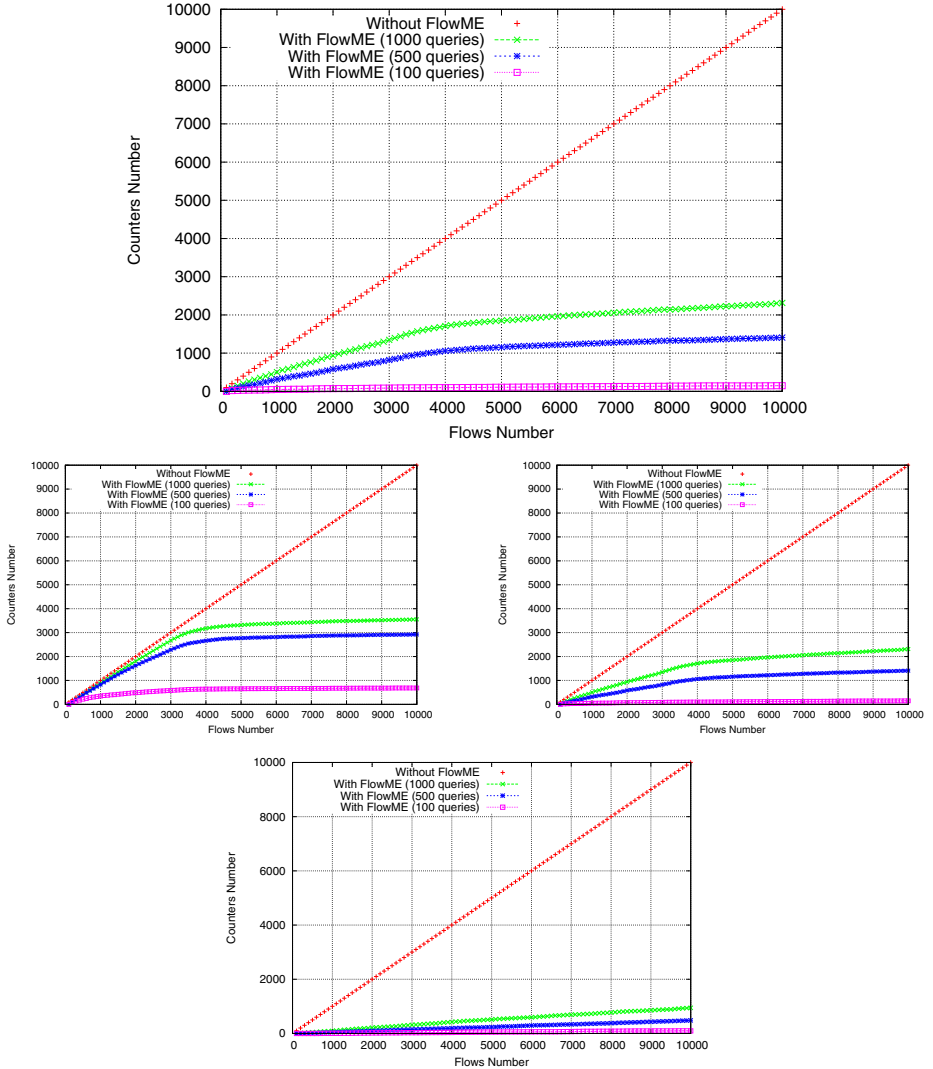 10000
9000
8000
7000
6000
5000
4000
3000
2000
1000
0
Counters Number
Without FlowME
With FlowME (1000 queries)
With FlowME (500 queries)
With FlowME (100 queries)
0 1000 2000 3000 4000 5000 6000 7000 8000 9000 10000
Flows Number
10000
9000
8000
7000
6000
5000
4000
3000
2000
1000
0
Counters Number
Without FlowME
With FlowME (1000 queries)
With FlowME (500 queries)
With FlowME (100 queries)
0 1000 2000 3000 4000 5000 6000 7000 8000 9000 10000
Flows Number
10000
9000
8000
7000
6000
5000
4000
3000
2000
1000
0
Counters Number
Without FlowME
With FlowME (1000 queries)
With FlowME (500 queries)
With FlowME (100 queries)
0 1000 2000 3000 4000 5000 6000 7000 8000 9000 10000
Flows Number
10000
8000
6000
4000
2000
0
Counters Number
Without FlowME
With FlowME (1000 queries)
With FlowME (500 queries)
With FlowME (100 queries)
0 1000 2000 3000 4000 5000 6000 7000 8000 9000 10000
Flows Number